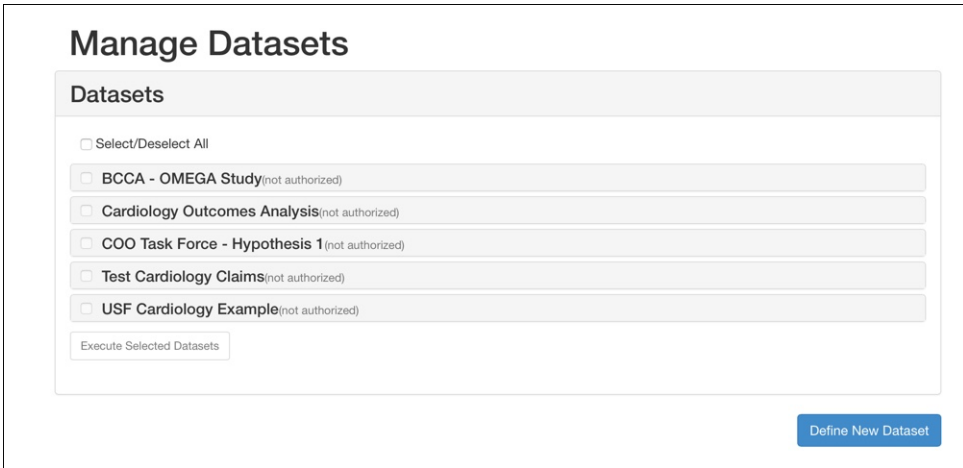 Manage Datasets
Datasets
Select/Deselect All
BCCA - OMEGA Study(not authorized)
Cardiology Outcomes Analysis(not authorized)
COO Task Force - Hypothesis 1(not authorized)
Test Cardiology Claims(not authorized)
USF Cardiology Example(not authorized)
Execute Selected Datasets
Define New Dataset